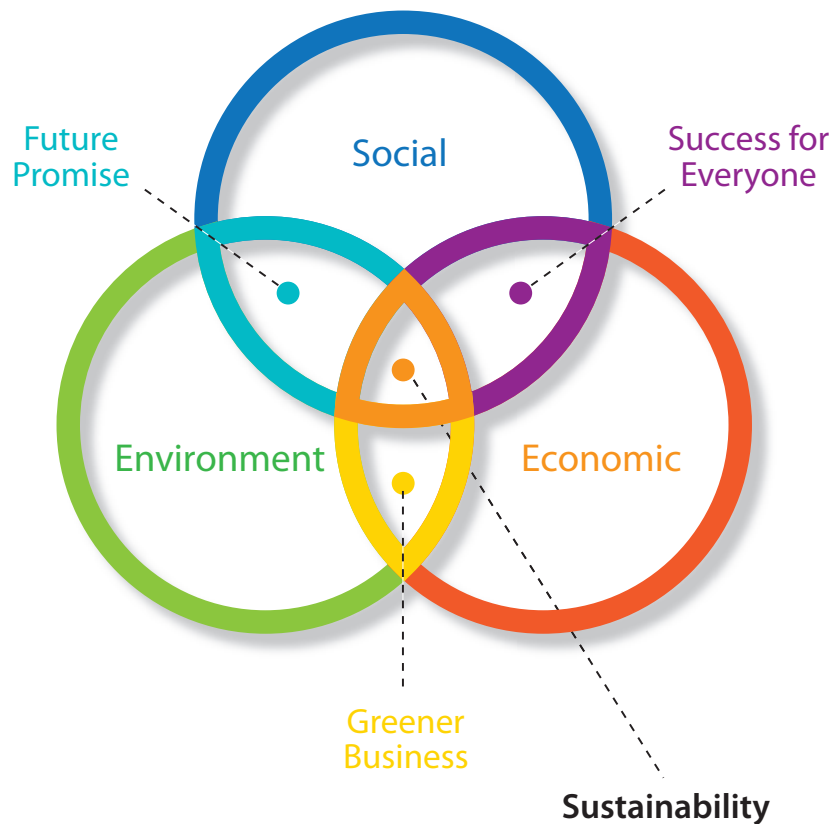 Future
Promise
Social
Success for
Everyone
Environment
Economic
Greener
Business
Sustainability